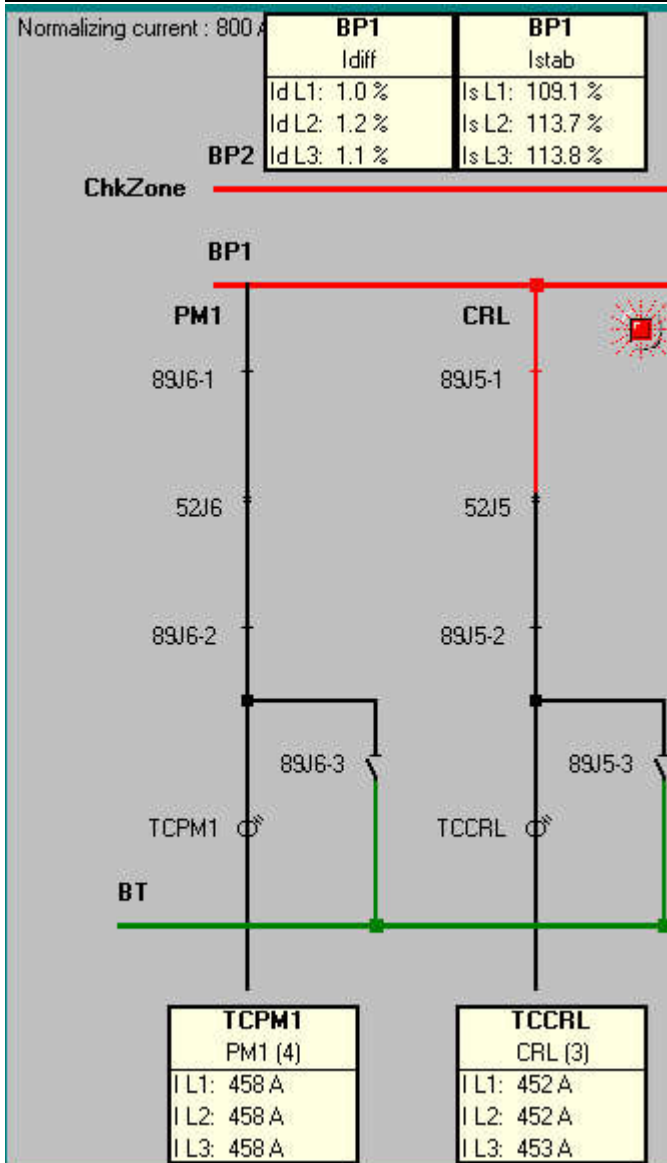 Normalizing current : 800 A
BP1
Idiff
Id L1: 1.0 %
Id L2: 1.2 %
Id L3: 1.1 %
BP1
Istab
Is L1: 109.1 %
Is L2: 113.7 %
Is L3: 113.8 %
BP2
ChkZone
BP1
PM1
CRL
89J6-1
89J5-1
52J6
52J5
89J6-2
89J5-2
89J6-3
89J5-3
TCPM1
TCCRL
BT
TCPM1
PM1 (4)
I L1: 458 A
I L2: 458 A
I L3: 458 A
TCCRL
CRL (3)
I L1: 452 A
I L2: 452 A
I L3: 453 A